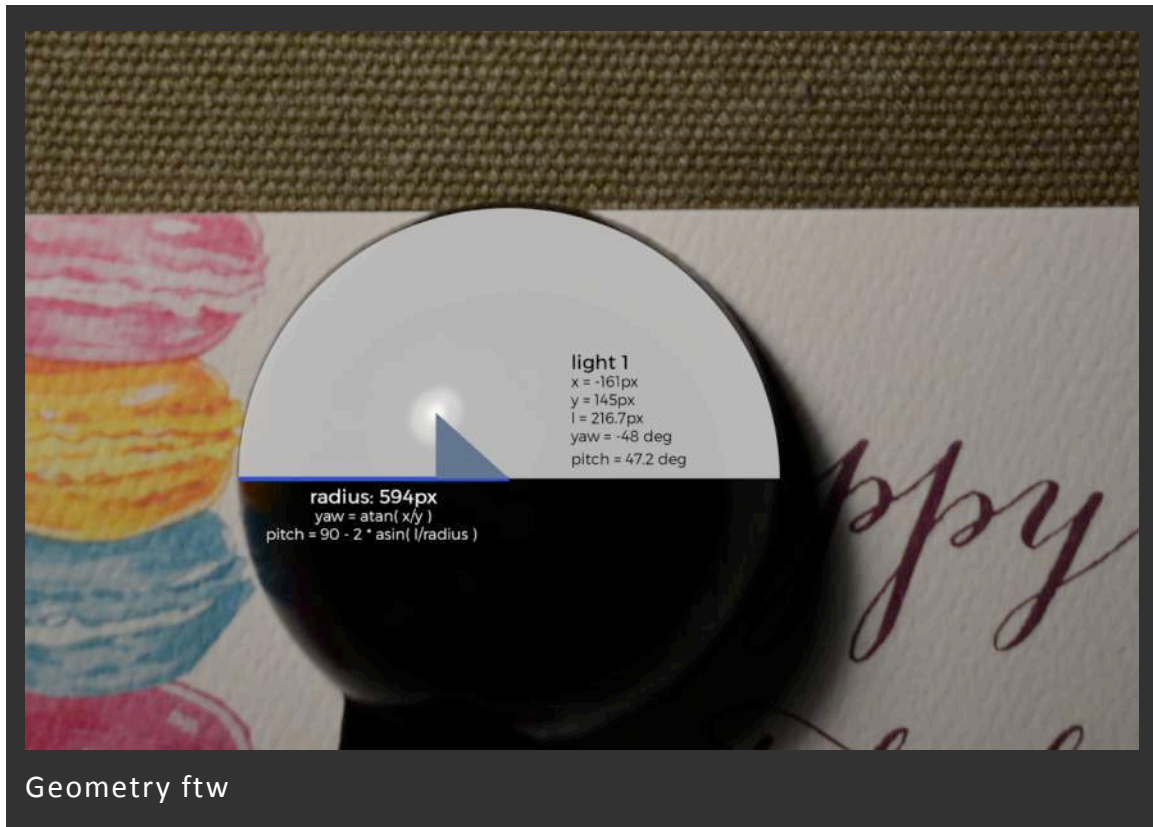 light 1
x = -161px
y = 145px
l = 216.7px
yaw = -48 deg
pitch = 47.2 deg
radius: 594px
yaw = atan( x/y )
pitch = 90 - 2 * asin( l/radius )
Geometry ftw